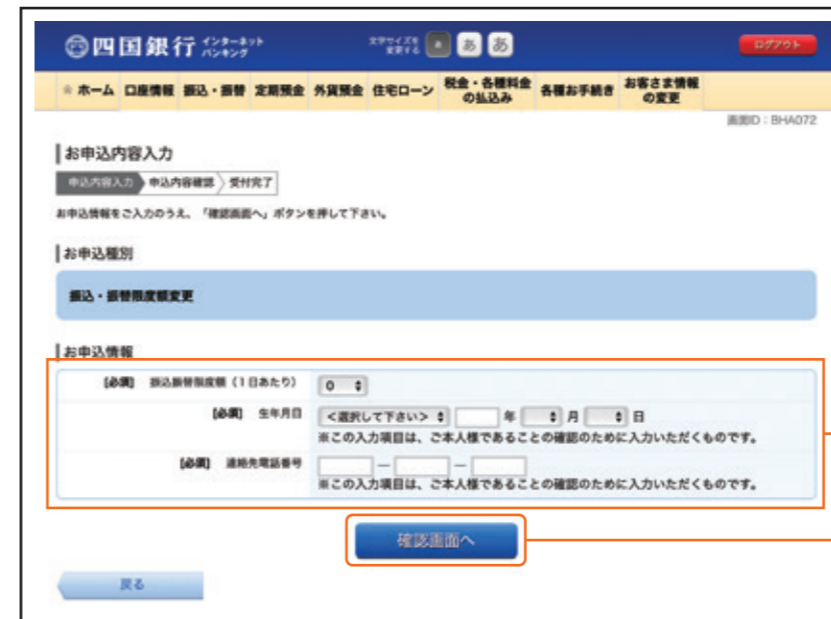 四国銀行 インターネット
バンキング
文字サイズを
変更する
あ あ
ログアウト
ホーム 口座情報 振込・振替 定期預金 外貨預金 住宅ローン 税金・各種料金
の払込み 各種お手続き お客さま情報
の変更
画面ID：BHA072
お申込内容入力
申込内容入力 申込内容確認 受付完了
お申込情報をご入力のうえ、「確認画面へ」ボタンを押して下さい。
お申込種別
振込・振替限度額変更
お申込情報
[必須] 振込振替限度額（1日あたり） 0
[必須] 生年月日 <選択して下さい> 年 月 日
※この入力項目は、ご本人様であることの確認のために入力いただくものです。
[必須] 連絡先電話番号 ― ―
※この入力項目は、ご本人様であることの確認のために入力いただくものです。
確認画面へ
戻る